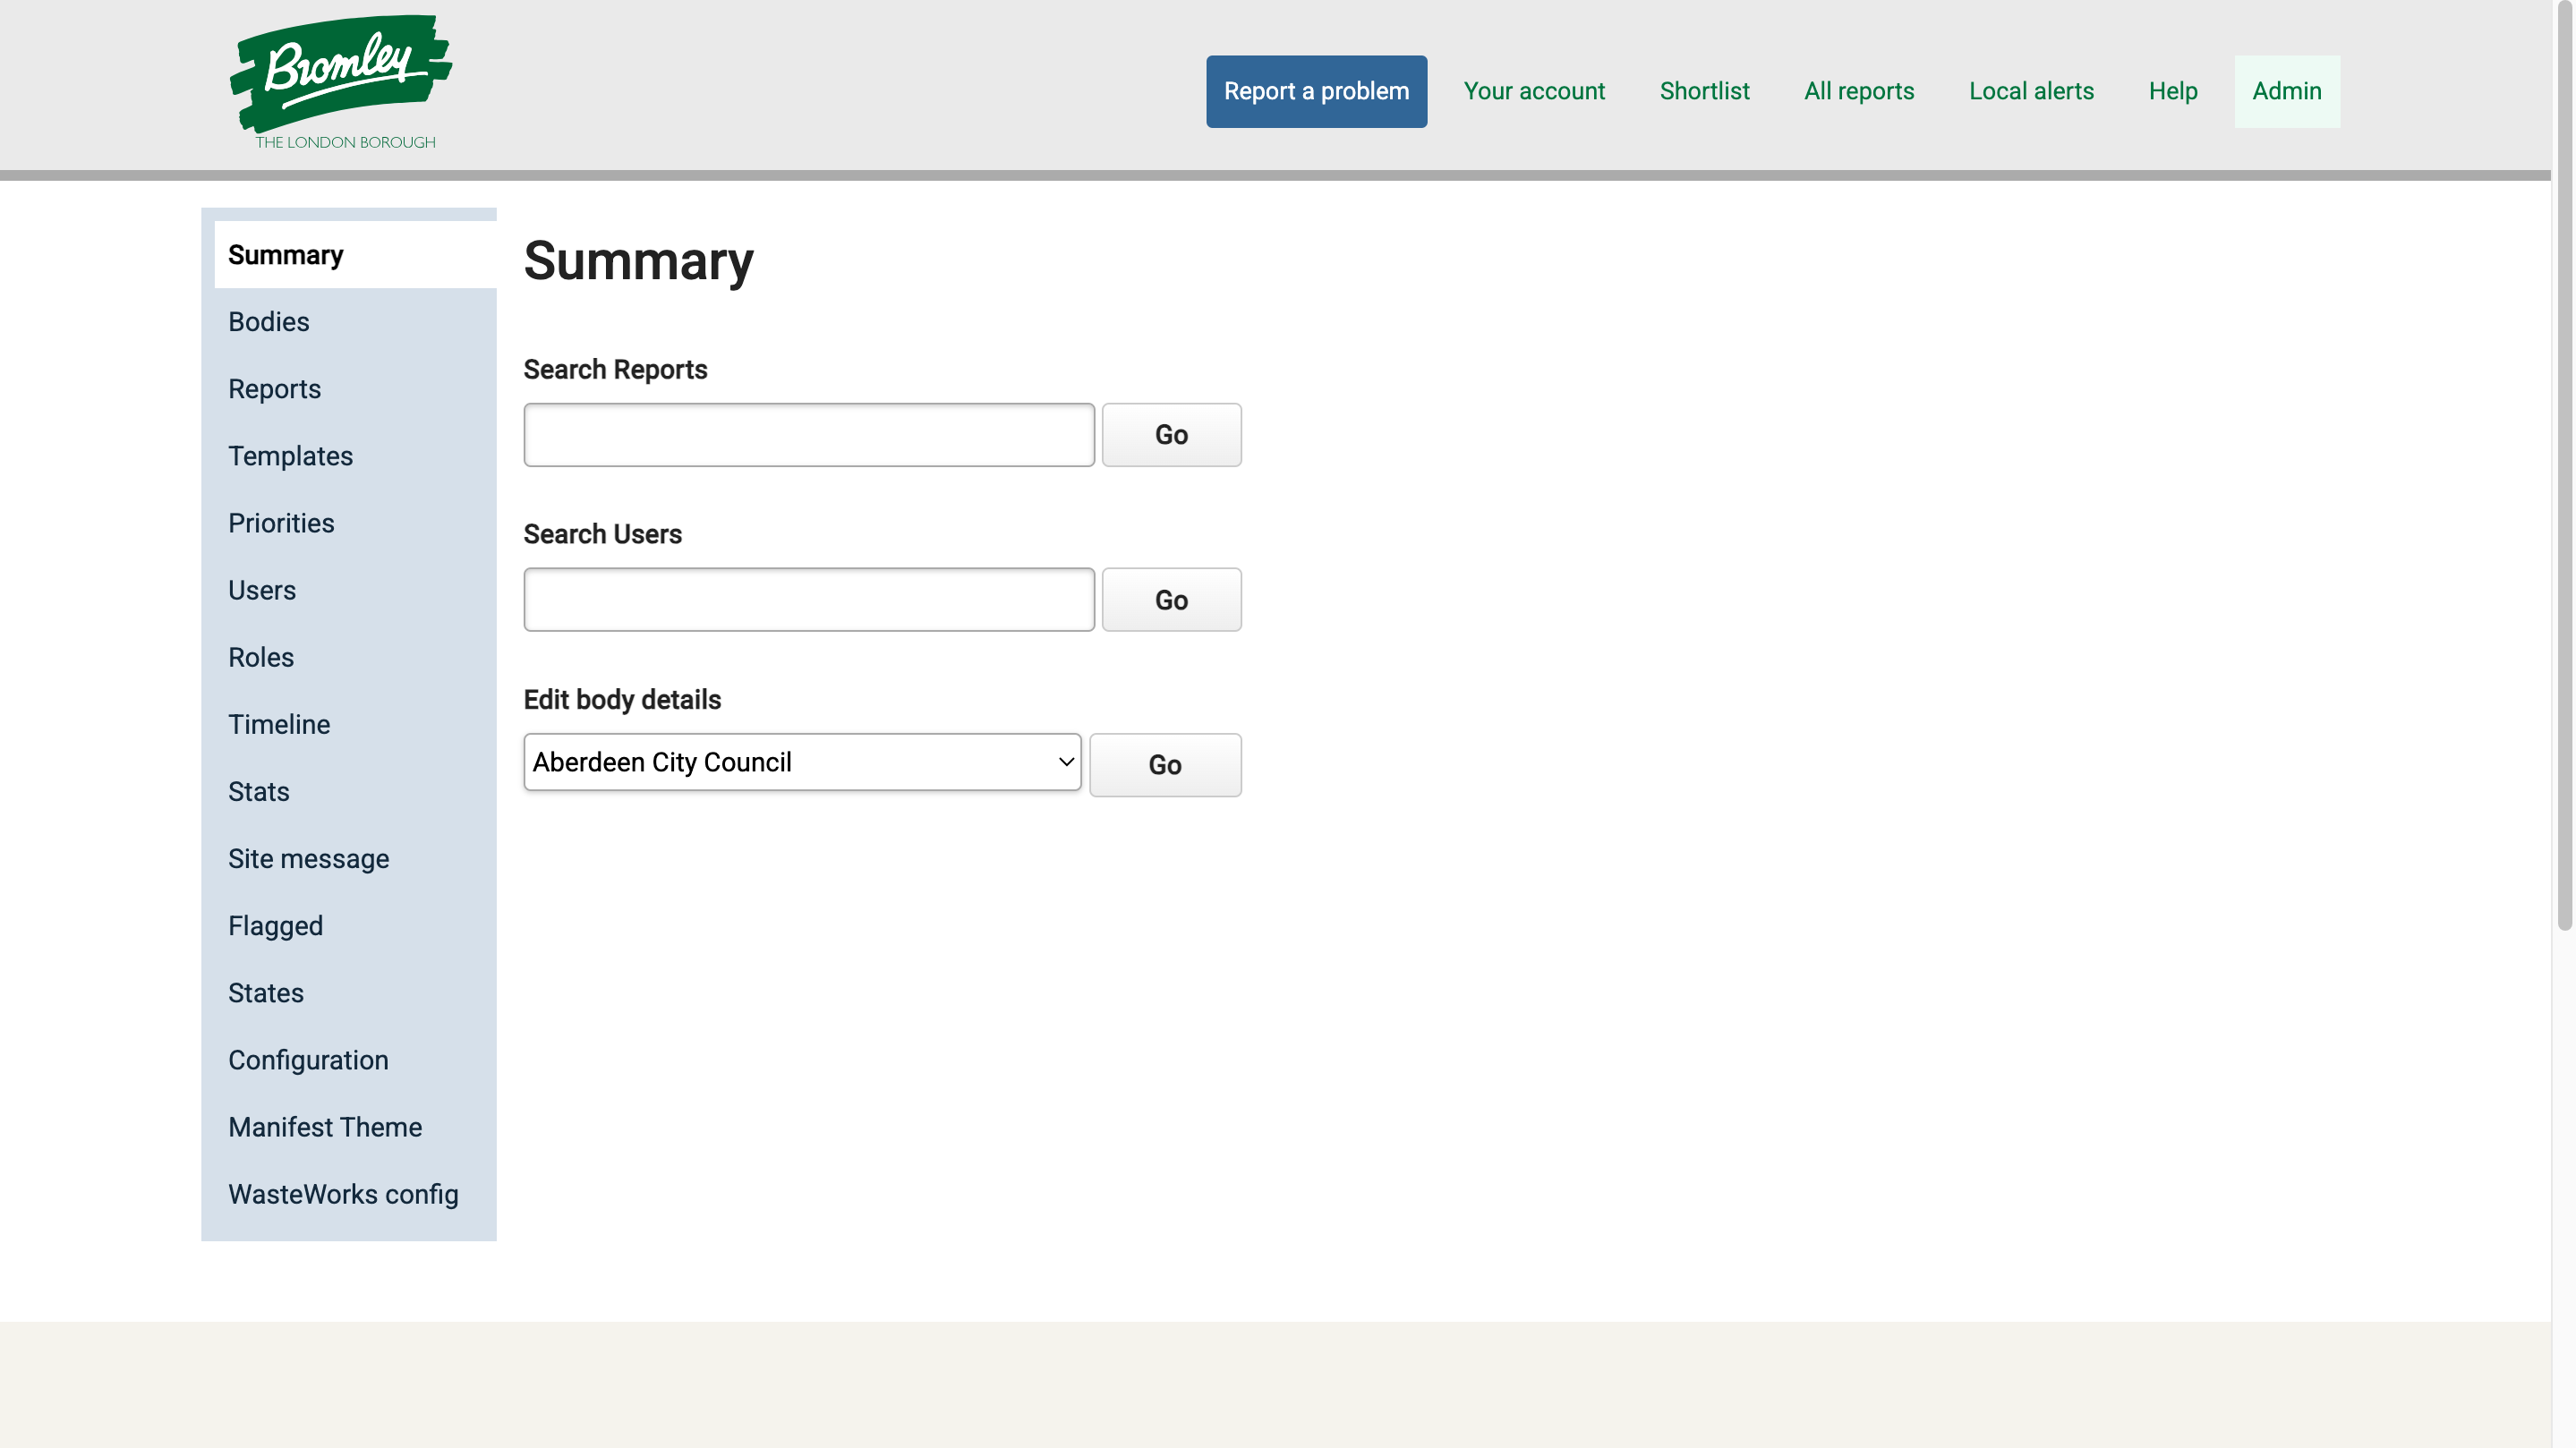 Bromley
THE LONDON BOROUGH
Report a problem
Your account
Shortlist
All reports
Local alerts
Help
Admin
Summary
Bodies
Reports
Templates
Priorities
Users
Roles
Timeline
Stats
Site message
Flagged
States
Configuration
Manifest Theme
WasteWorks config
Summary
Search Reports
Go
Search Users
Go
Edit body details
Aberdeen City Council
Go